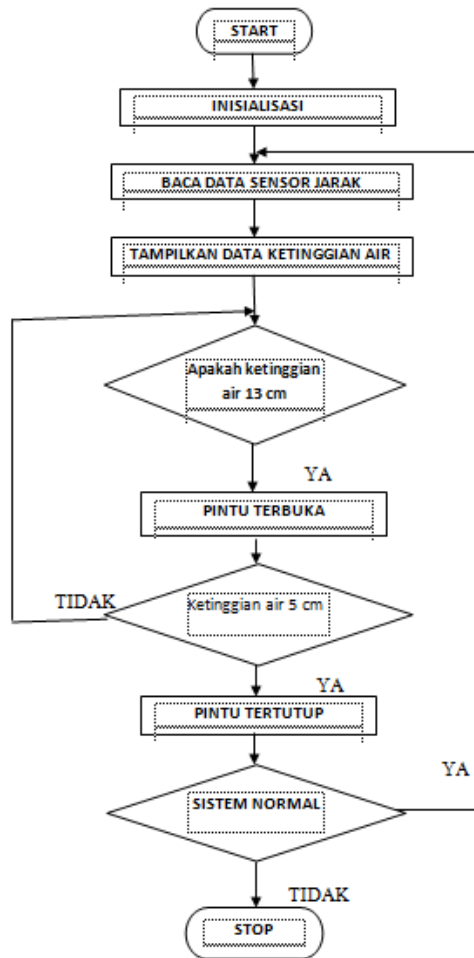 START
INISIALISASI
BACA DATA SENSOR JARAK
TAMPILKAN DATA KETINGGIAN AIR
Apakah ketinggian
air 13 cm
YA
PINTU TERBUKA
TIDAK
Ketinggian air 5 cm
YA
PINTU TERTUTUP
YA
SISTEM NORMAL
TIDAK
STOP